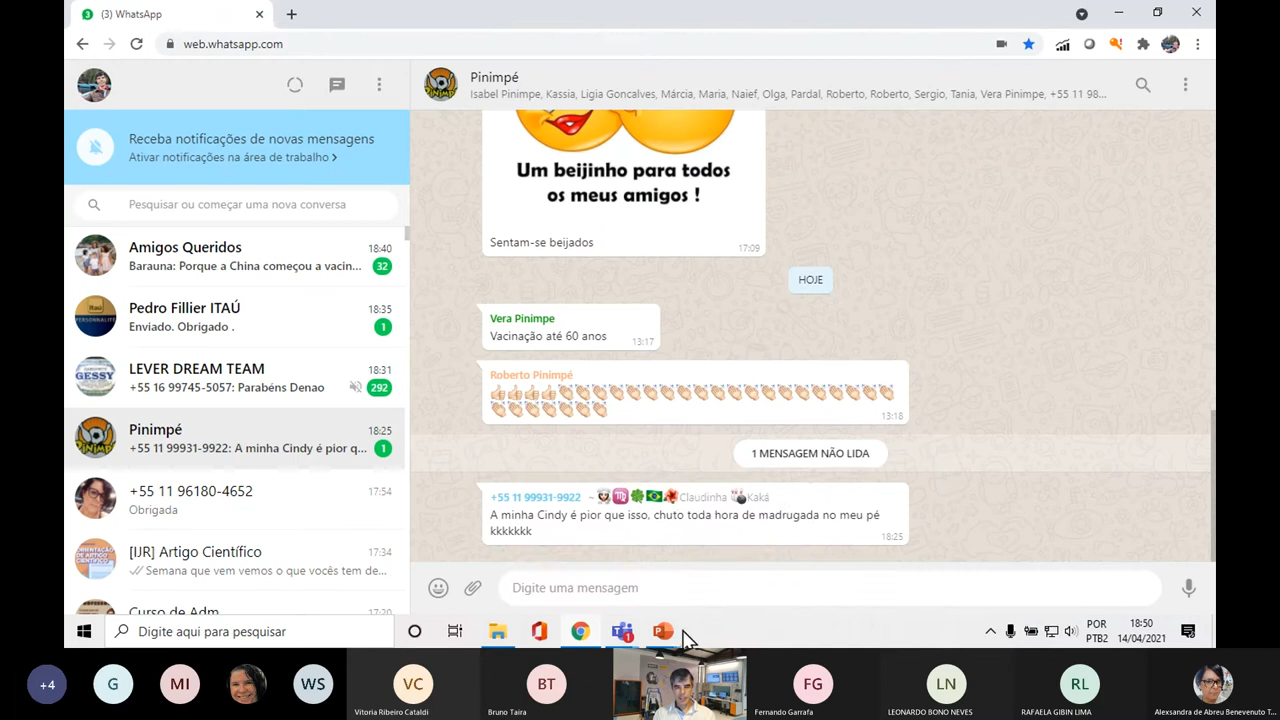 (3) WhatsApp
web.whatsapp.com
Receba notificações de novas mensagens
Ativar notificações na área de trabalho >
Pesquisar ou começar uma nova conversa
Amigos Queridos 18:40
Barauna: Porque a China começou a vacin... 32
Pedro Fillier ITAÚ 18:35
Enviado. Obrigado . 1
LEVER DREAM TEAM 18:31
+55 16 99745-5057: Parabéns Denao 292
Pinimpé 18:25
+55 11 99931-9922: A minha Cindy é pior q... 1
+55 11 96180-4652 17:54
Obrigada
[IJR] Artigo Científico 17:34
Semana que vem vemos o que vocês tem de...
Curso de Adm 17:20
Pinimpé
Isabel Pinimpe, Kassia, Ligia Goncalves, Márcia, Maria, Naief, Olga, Pardal, Roberto, Roberto, Sergio, Tania, Vera Pinimpe, +55 11 98...
Um beijinho para todos
os meus amigos !
Sentam-se beijados 17:09
HOJE
Vera Pinimpe
Vacinação até 60 anos 13:17
Roberto Pinimpé
13:18
1 MENSAGEM NÃO LIDA
+55 11 99931-9922 ~ Claudinha Kaká
A minha Cindy é pior que isso, chuto toda hora de madrugada no meu pé
kkkkkkk 18:25
Digite uma mensagem
Digite aqui para pesquisar
POR 18:50
PTB2 14/04/2021
+4 G MI WS VC BT FG LN RL
Vitoria Ribeiro Cataldi Bruno Taira Fernando Garrafa LEONARDO BONO NEVES RAFAELA GIBIN LIMA Alexsandra de Abreu Benevenuto T...